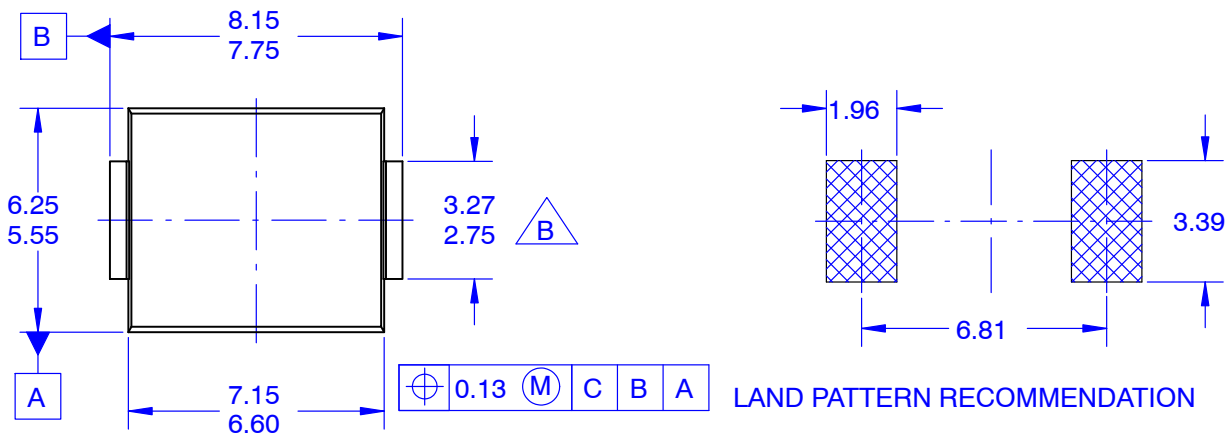 B
8.15
7.75
6.25
5.55
3.27
2.75
B
A
7.15
6.60
0.13 M C B A
1.96
3.39
6.81
LAND PATTERN RECOMMENDATION